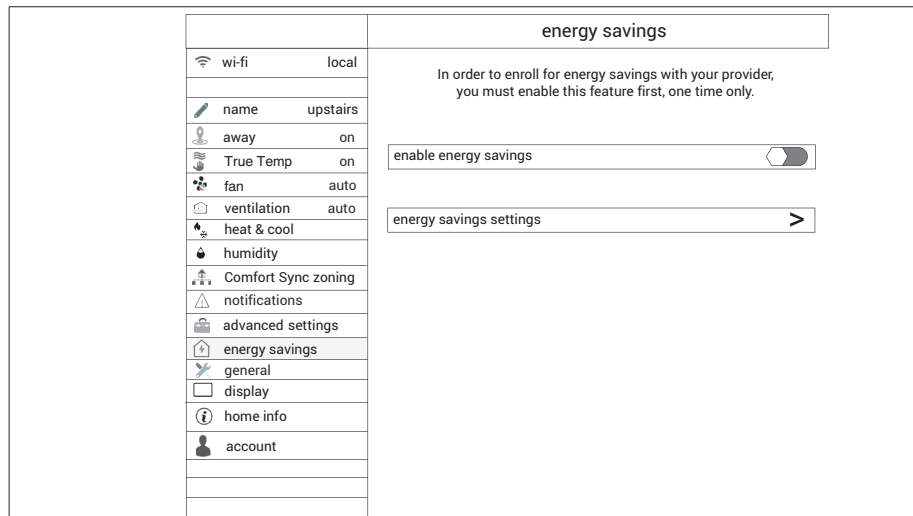 energy savings
wi-fi local
In order to enroll for energy savings with your provider,
you must enable this feature first, one time only.
name upstairs
away on
True Temp on
fan auto
ventilation auto
heat & cool
humidity
Comfort Sync zoning
notifications
advanced settings
energy savings
general
display
home info
account
enable energy savings
energy savings settings >